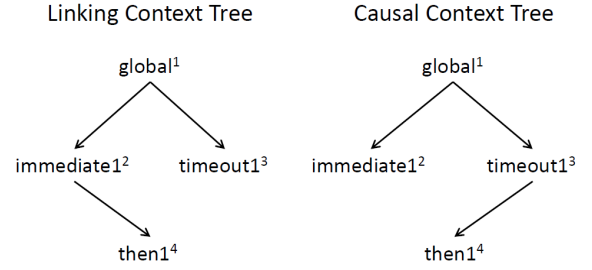 Linking Context Tree
Causal Context Tree
global¹
global¹
immediate1²
timeout1³
immediate1²
timeout1³
then1⁴
then1⁴